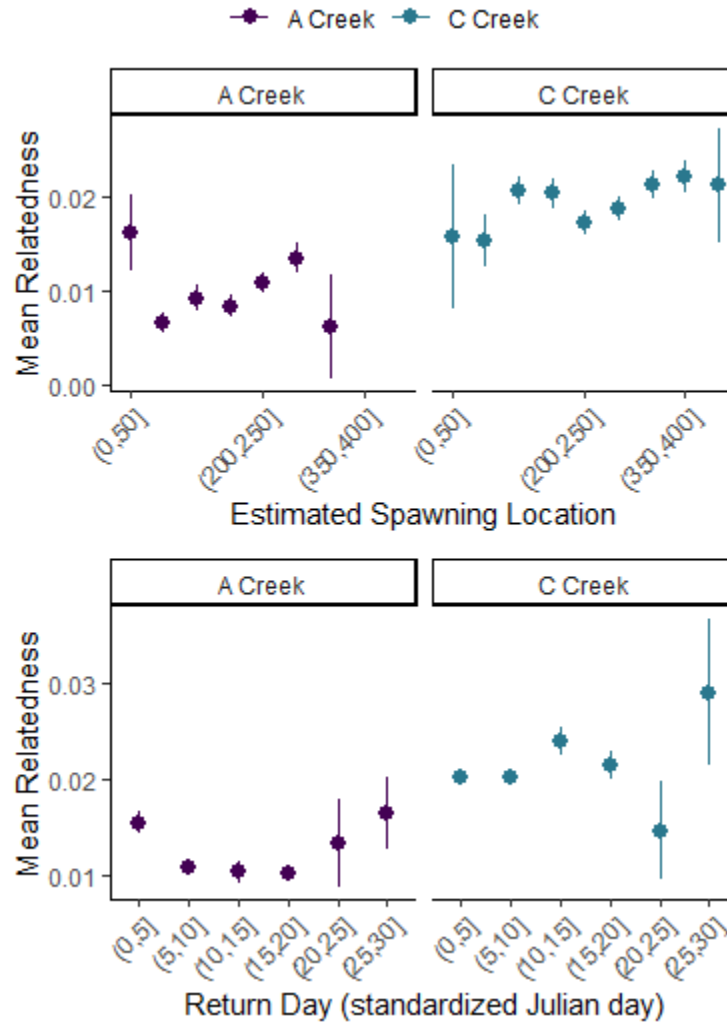 A Creek C Creek
A Creek C Creek
Mean Relatedness
0.02
0.01
0.00
(0,50] (200,250] (350,400] (0,50] (200,250] (350,400]
Estimated Spawning Location
A Creek C Creek
Mean Relatedness
0.03
0.02
0.01
(0,5] (5,10] (10,15] (15,20] (20,25] (25,30] (0,5] (5,10] (10,15] (15,20] (20,25] (25,30]
Return Day (standardized Julian day)